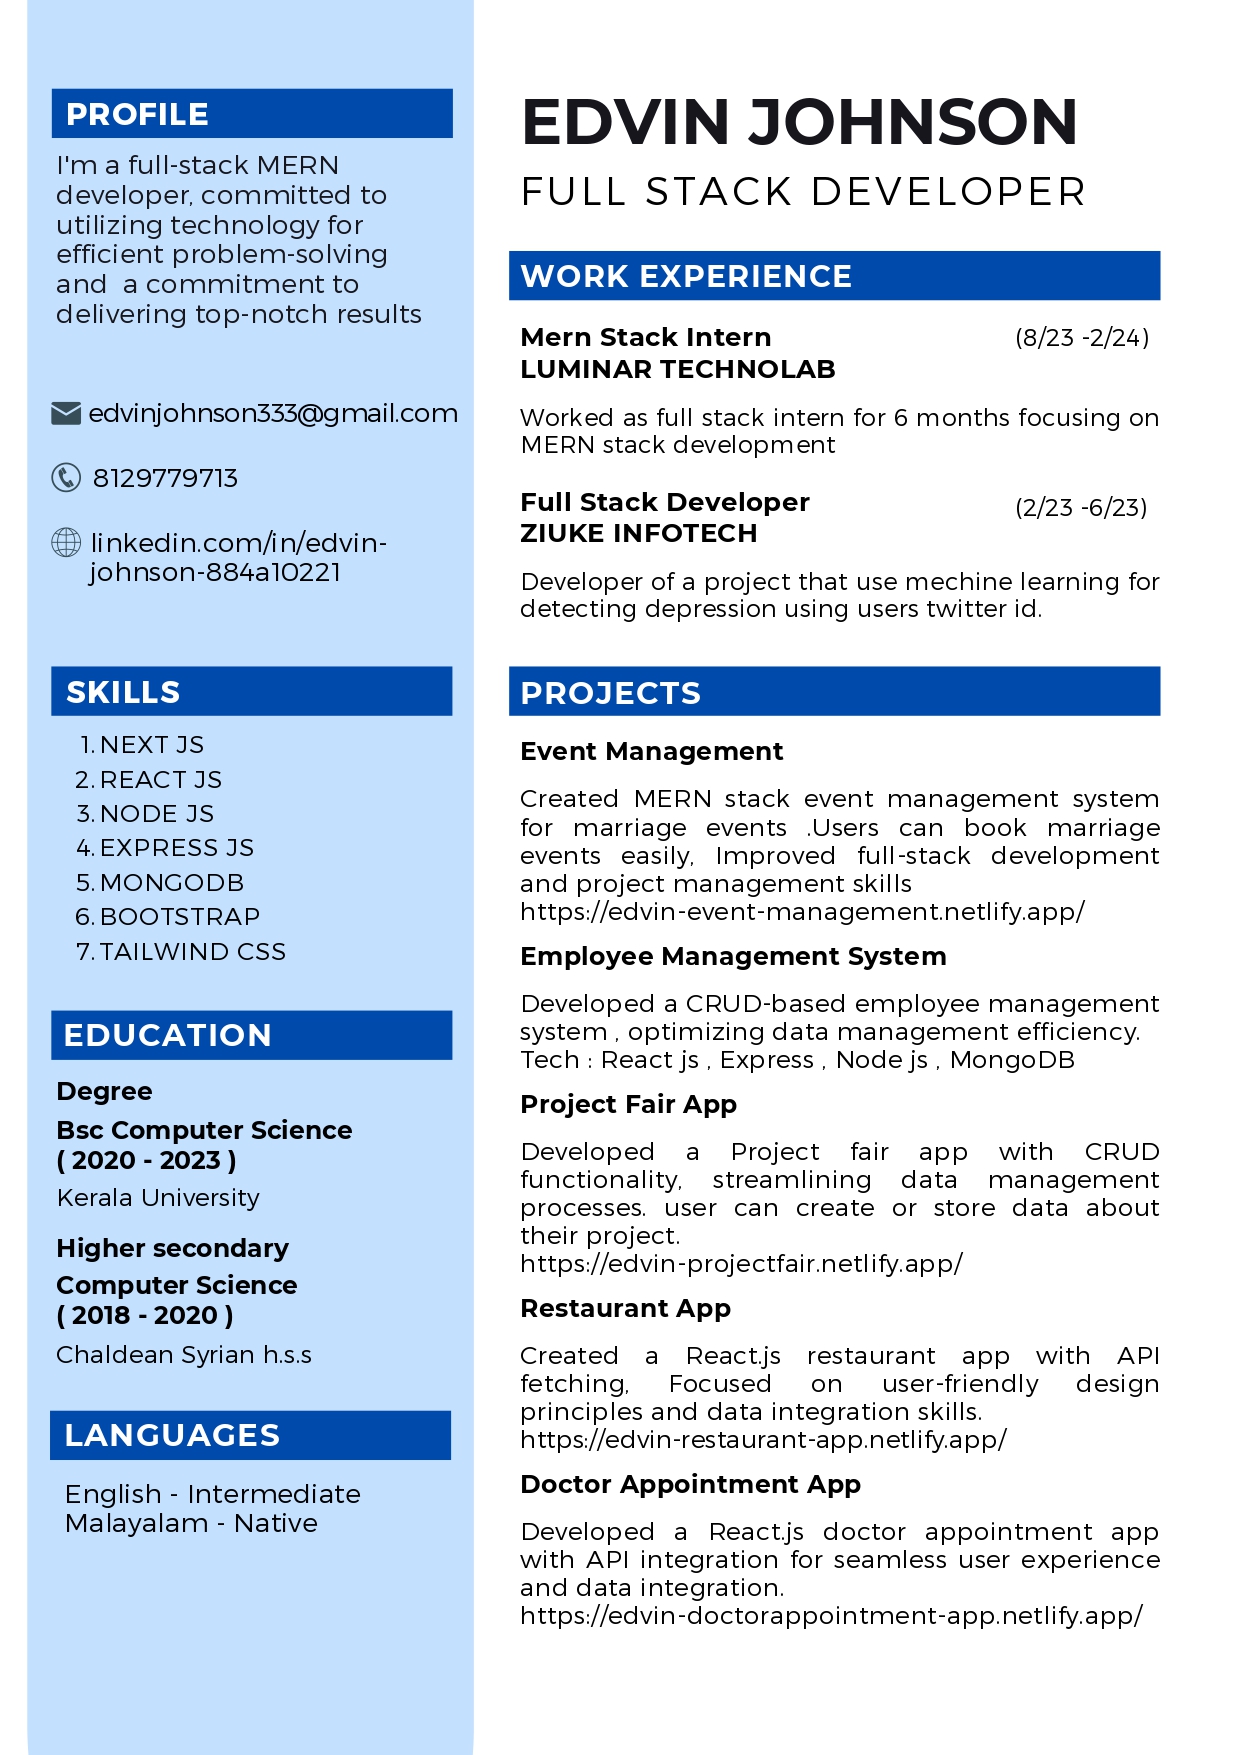 PROFILE
I'm a full-stack MERN
developer, committed to
utilizing technology for
efficient problem-solving
and a commitment to
delivering top-notch results
edvinjohnson333@gmail.com
8129779713
linkedin.com/in/edvin-
johnson-884a10221
SKILLS
1. NEXT JS
2. REACT JS
3. NODE JS
4. EXPRESS JS
5. MONGODB
6. BOOTSTRAP
7. TAILWIND CSS
EDUCATION
Degree
Bsc Computer Science
( 2020 - 2023 )
Kerala University
Higher secondary
Computer Science
( 2018 - 2020 )
Chaldean Syrian h.s.s
LANGUAGES
English - Intermediate
Malayalam - Native
EDVIN JOHNSON
FULL STACK DEVELOPER
WORK EXPERIENCE
Mern Stack Intern (8/23 -2/24)
LUMINAR TECHNOLAB
Worked as full stack intern for 6 months focusing on
MERN stack development
Full Stack Developer (2/23 -6/23)
ZIUKE INFOTECH
Developer of a project that use mechine learning for
detecting depression using users twitter id.
PROJECTS
Event Management
Created MERN stack event management system
for marriage events .Users can book marriage
events easily, Improved full-stack development
and project management skills
https://edvin-event-management.netlify.app/
Employee Management System
Developed a CRUD-based employee management
system , optimizing data management efficiency.
Tech : React js , Express , Node js , MongoDB
Project Fair App
Developed a Project fair app with CRUD
functionality, streamlining data management
processes. user can create or store data about
their project.
https://edvin-projectfair.netlify.app/
Restaurant App
Created a React.js restaurant app with API
fetching, Focused on user-friendly design
principles and data integration skills.
https://edvin-restaurant-app.netlify.app/
Doctor Appointment App
Developed a React.js doctor appointment app
with API integration for seamless user experience
and data integration.
https://edvin-doctorappointment-app.netlify.app/